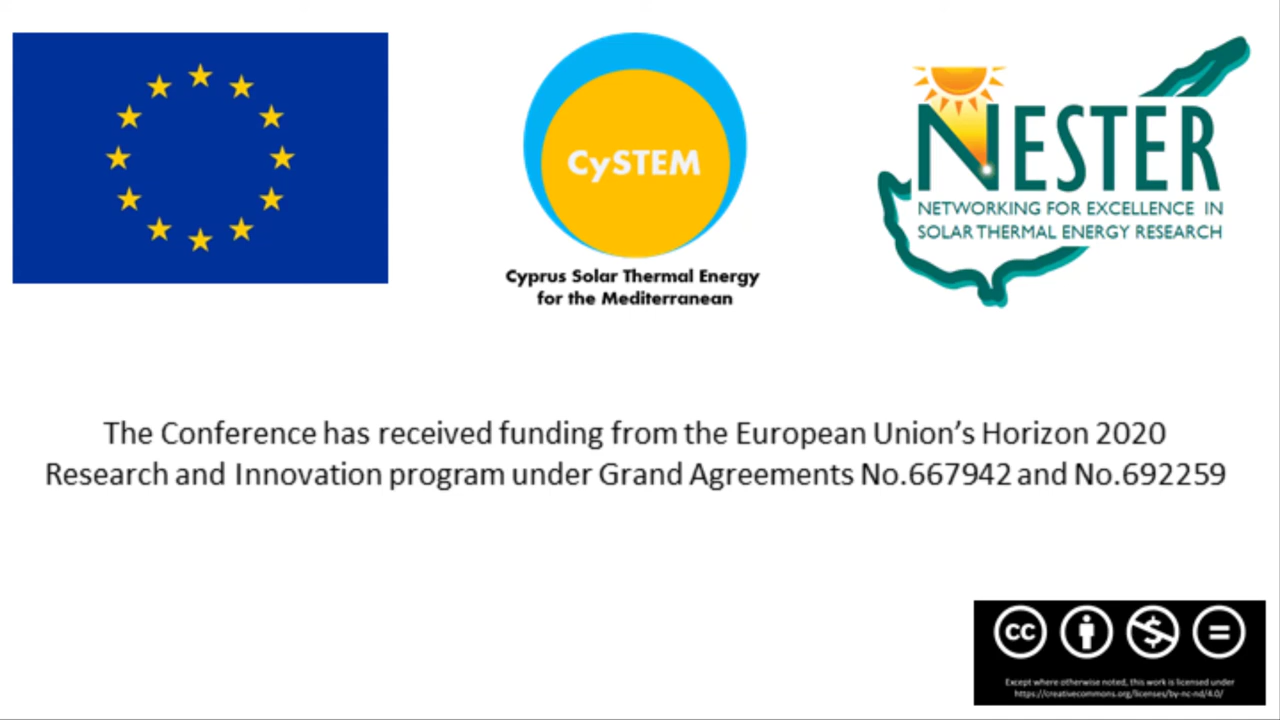 CySTEM
Cyprus Solar Thermal Energy
for the Mediterranean
NESTER
NETWORKING FOR EXCELLENCE IN
SOLAR THERMAL ENERGY RESEARCH
The Conference has received funding from the European Union's Horizon 2020
Research and Innovation program under Grand Agreements No.667942 and No.692259
cc
Except where otherwise noted, this work is licensed under
https://creativecommons.org/licenses/by-nc-nd/4.0/